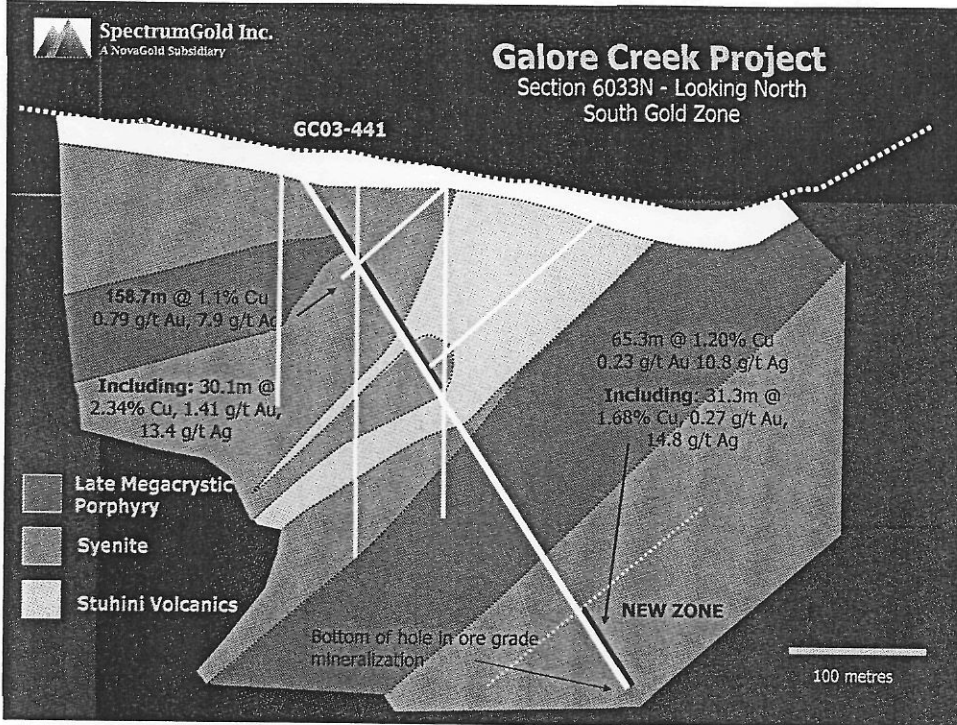 SpectrumGold Inc.
A NovaGold Subsidiary
Galore Creek Project
Section 6033N - Looking North
South Gold Zone
GC03-441
158.7m @ 1.1% Cu
0.79 g/t Au, 7.9 g/t Ag
Including: 30.1m @
2.34% Cu, 1.41 g/t Au,
13.4 g/t Ag
65.3m @ 1.20% Cu
0.23 g/t Au 10.8 g/t Ag
Including: 31.3m @
1.68% Cu, 0.27 g/t Au,
14.8 g/t Ag
Late Megacrystic
Porphyry
Syenite
Stuhini Volcanics
NEW ZONE
Bottom of hole in ore grade
mineralization
100 metres